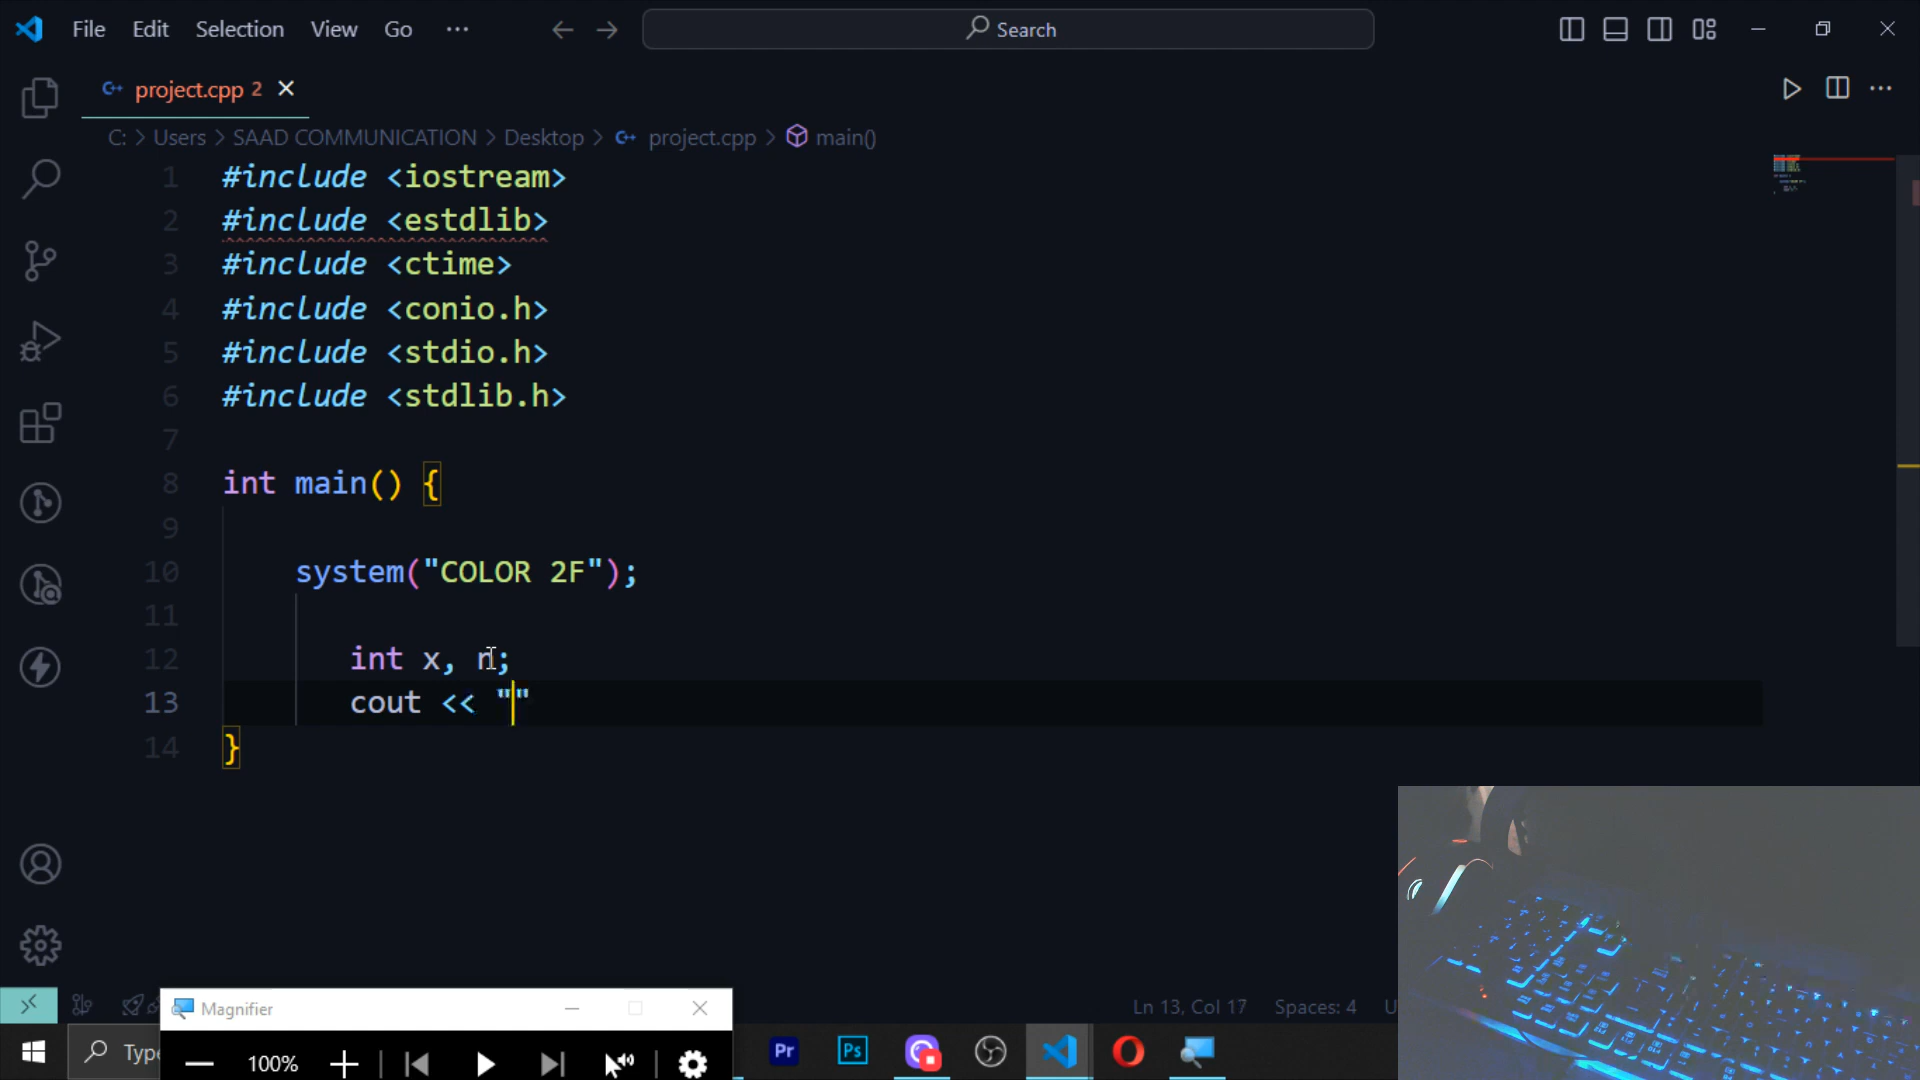 File Edit Selection View Go ··· Search
project.cpp 2
C: > Users > SAAD COMMUNICATION > Desktop > project.cpp > main()
1 #include <iostream>
2 #include <estdlib>
3 #include <ctime>
4 #include <conio.h>
5 #include <stdio.h>
6 #include <stdlib.h>
7
8 int main() {
9
10 system("COLOR 2F");
11
12 int x, n;
13 cout << ""
14 }
Magnifier
Ln 13, Col 17 Spaces: 4 U
Type
100%
Pr Ps